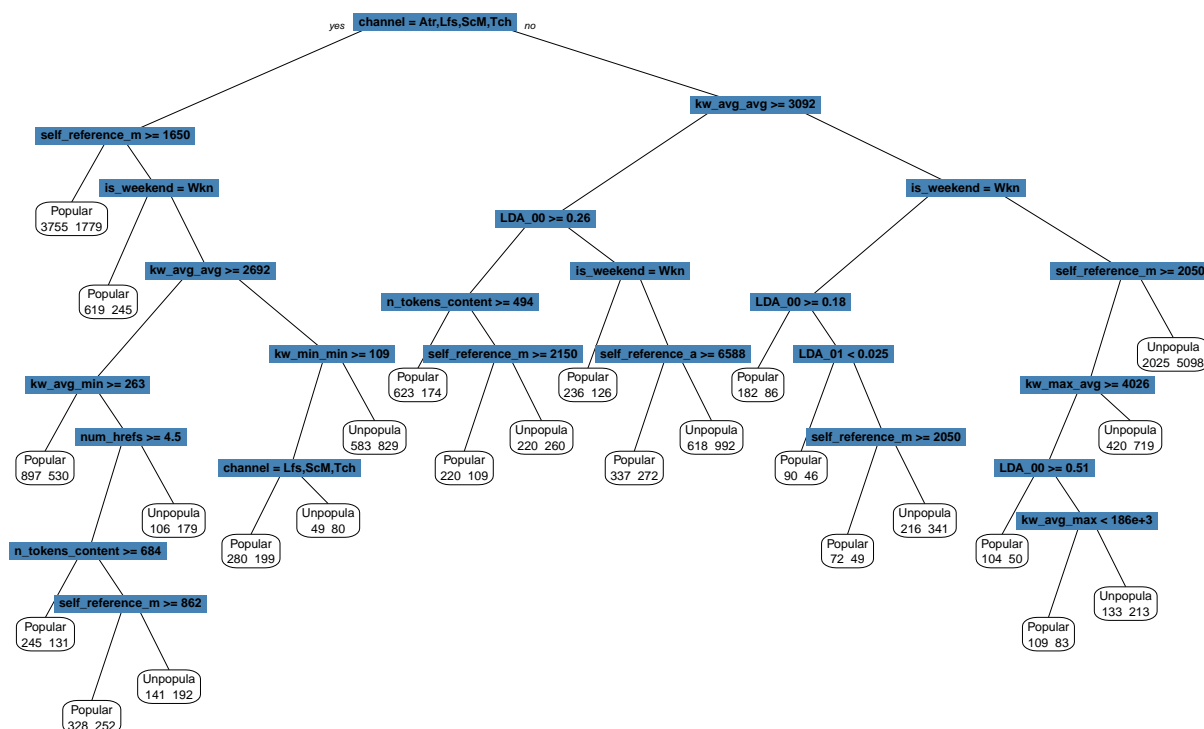 yes channel = Atr,Lfs,ScM,Tch no
kw_avg_avg >= 3092
self_reference_m >= 1650
is_weekend = Wkn
is_weekend = Wkn
Popular
3755 1779
LDA_00 >= 0.26
kw_avg_avg >= 2692
is_weekend = Wkn
self_reference_m >= 2050
Popular
619 245
n_tokens_content >= 494
LDA_00 >= 0.18
kw_min_min >= 109
self_reference_m >= 2150
self_reference_a >= 6588
LDA_01 < 0.025
Unpopula
2025 5098
Popular
623 174
Popular
236 126
Popular
182 86
kw_avg_min >= 263
kw_max_avg >= 4026
num_hrefs >= 4.5
Unpopula
583 829
Unpopula
220 260
Unpopula
618 992
self_reference_m >= 2050
Unpopula
420 719
Popular
897 530
channel = Lfs,ScM,Tch
Popular
220 109
Popular
337 272
Popular
90 46
LDA_00 >= 0.51
Unpopula
106 179
Unpopula
49 80
Unpopula
216 341
kw_avg_max < 186e+3
n_tokens_content >= 684
Popular
280 199
Popular
72 49
Popular
104 50
self_reference_m >= 862
Unpopula
133 213
Popular
245 131
Popular
109 83
Unpopula
141 192
Popular
328 252